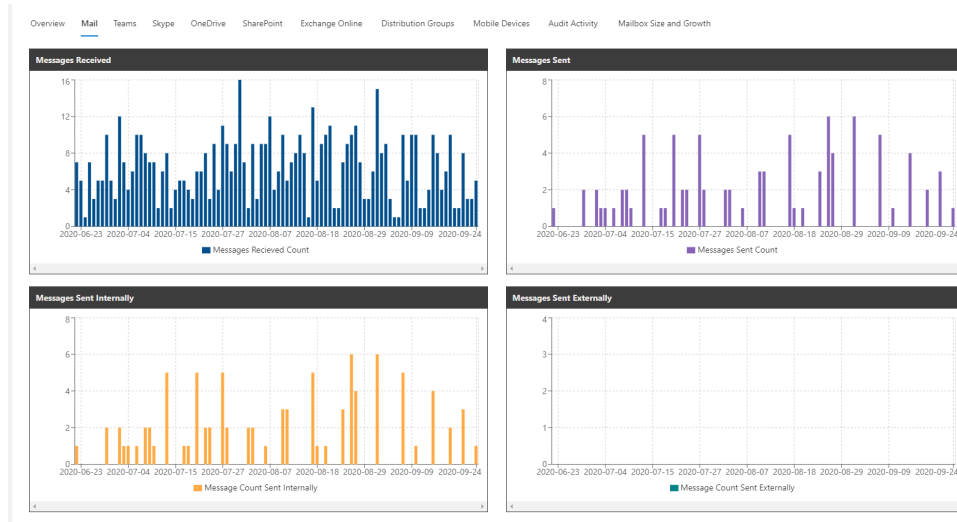 Overview Mail Teams Skype OneDrive SharePoint Exchange Online Distribution Groups Mobile Devices Audit Activity Mailbox Size and Growth
Messages Received
16
12
8
4
0
2020-06-23 2020-07-04 2020-07-15 2020-07-27 2020-08-07 2020-08-18 2020-08-29 2020-09-09 2020-09-24
Messages Recieved Count
Messages Sent
8
6
4
2
0
2020-06-23 2020-07-04 2020-07-15 2020-07-27 2020-08-07 2020-08-18 2020-08-29 2020-09-09 2020-09-24
Messages Sent Count
Messages Sent Internally
8
6
4
2
0
2020-06-23 2020-07-04 2020-07-15 2020-07-27 2020-08-07 2020-08-18 2020-08-29 2020-09-09 2020-09-24
Message Count Sent Internally
Messages Sent Externally
4
3
2
1
0
2020-06-23 2020-07-04 2020-07-15 2020-07-27 2020-08-07 2020-08-18 2020-08-29 2020-09-09 2020-09-24
Message Count Sent Externally